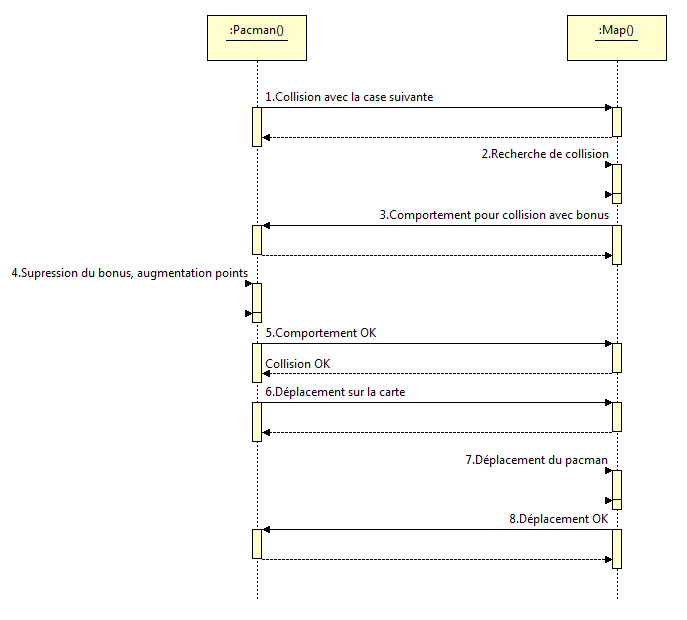 :Pacman()
:Map()
1.Collision avec la case suivante
2.Recherche de collision
3.Comportement pour collision avec bonus
4.Supression du bonus, augmentation points
5.Comportement OK
Collision OK
6.Déplacement sur la carte
7.Déplacement du pacman
8.Déplacement OK